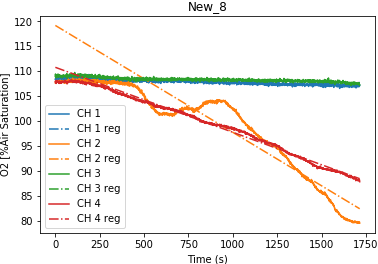 New_8
120
115
110
105
100
95
90
85
80
O2 [%Air Saturation]
CH 1
CH 1 reg
CH 2
CH 2 reg
CH 3
CH 3 reg
CH 4
CH 4 reg
0 250 500 750 1000 1250 1500 1750
Time (s)